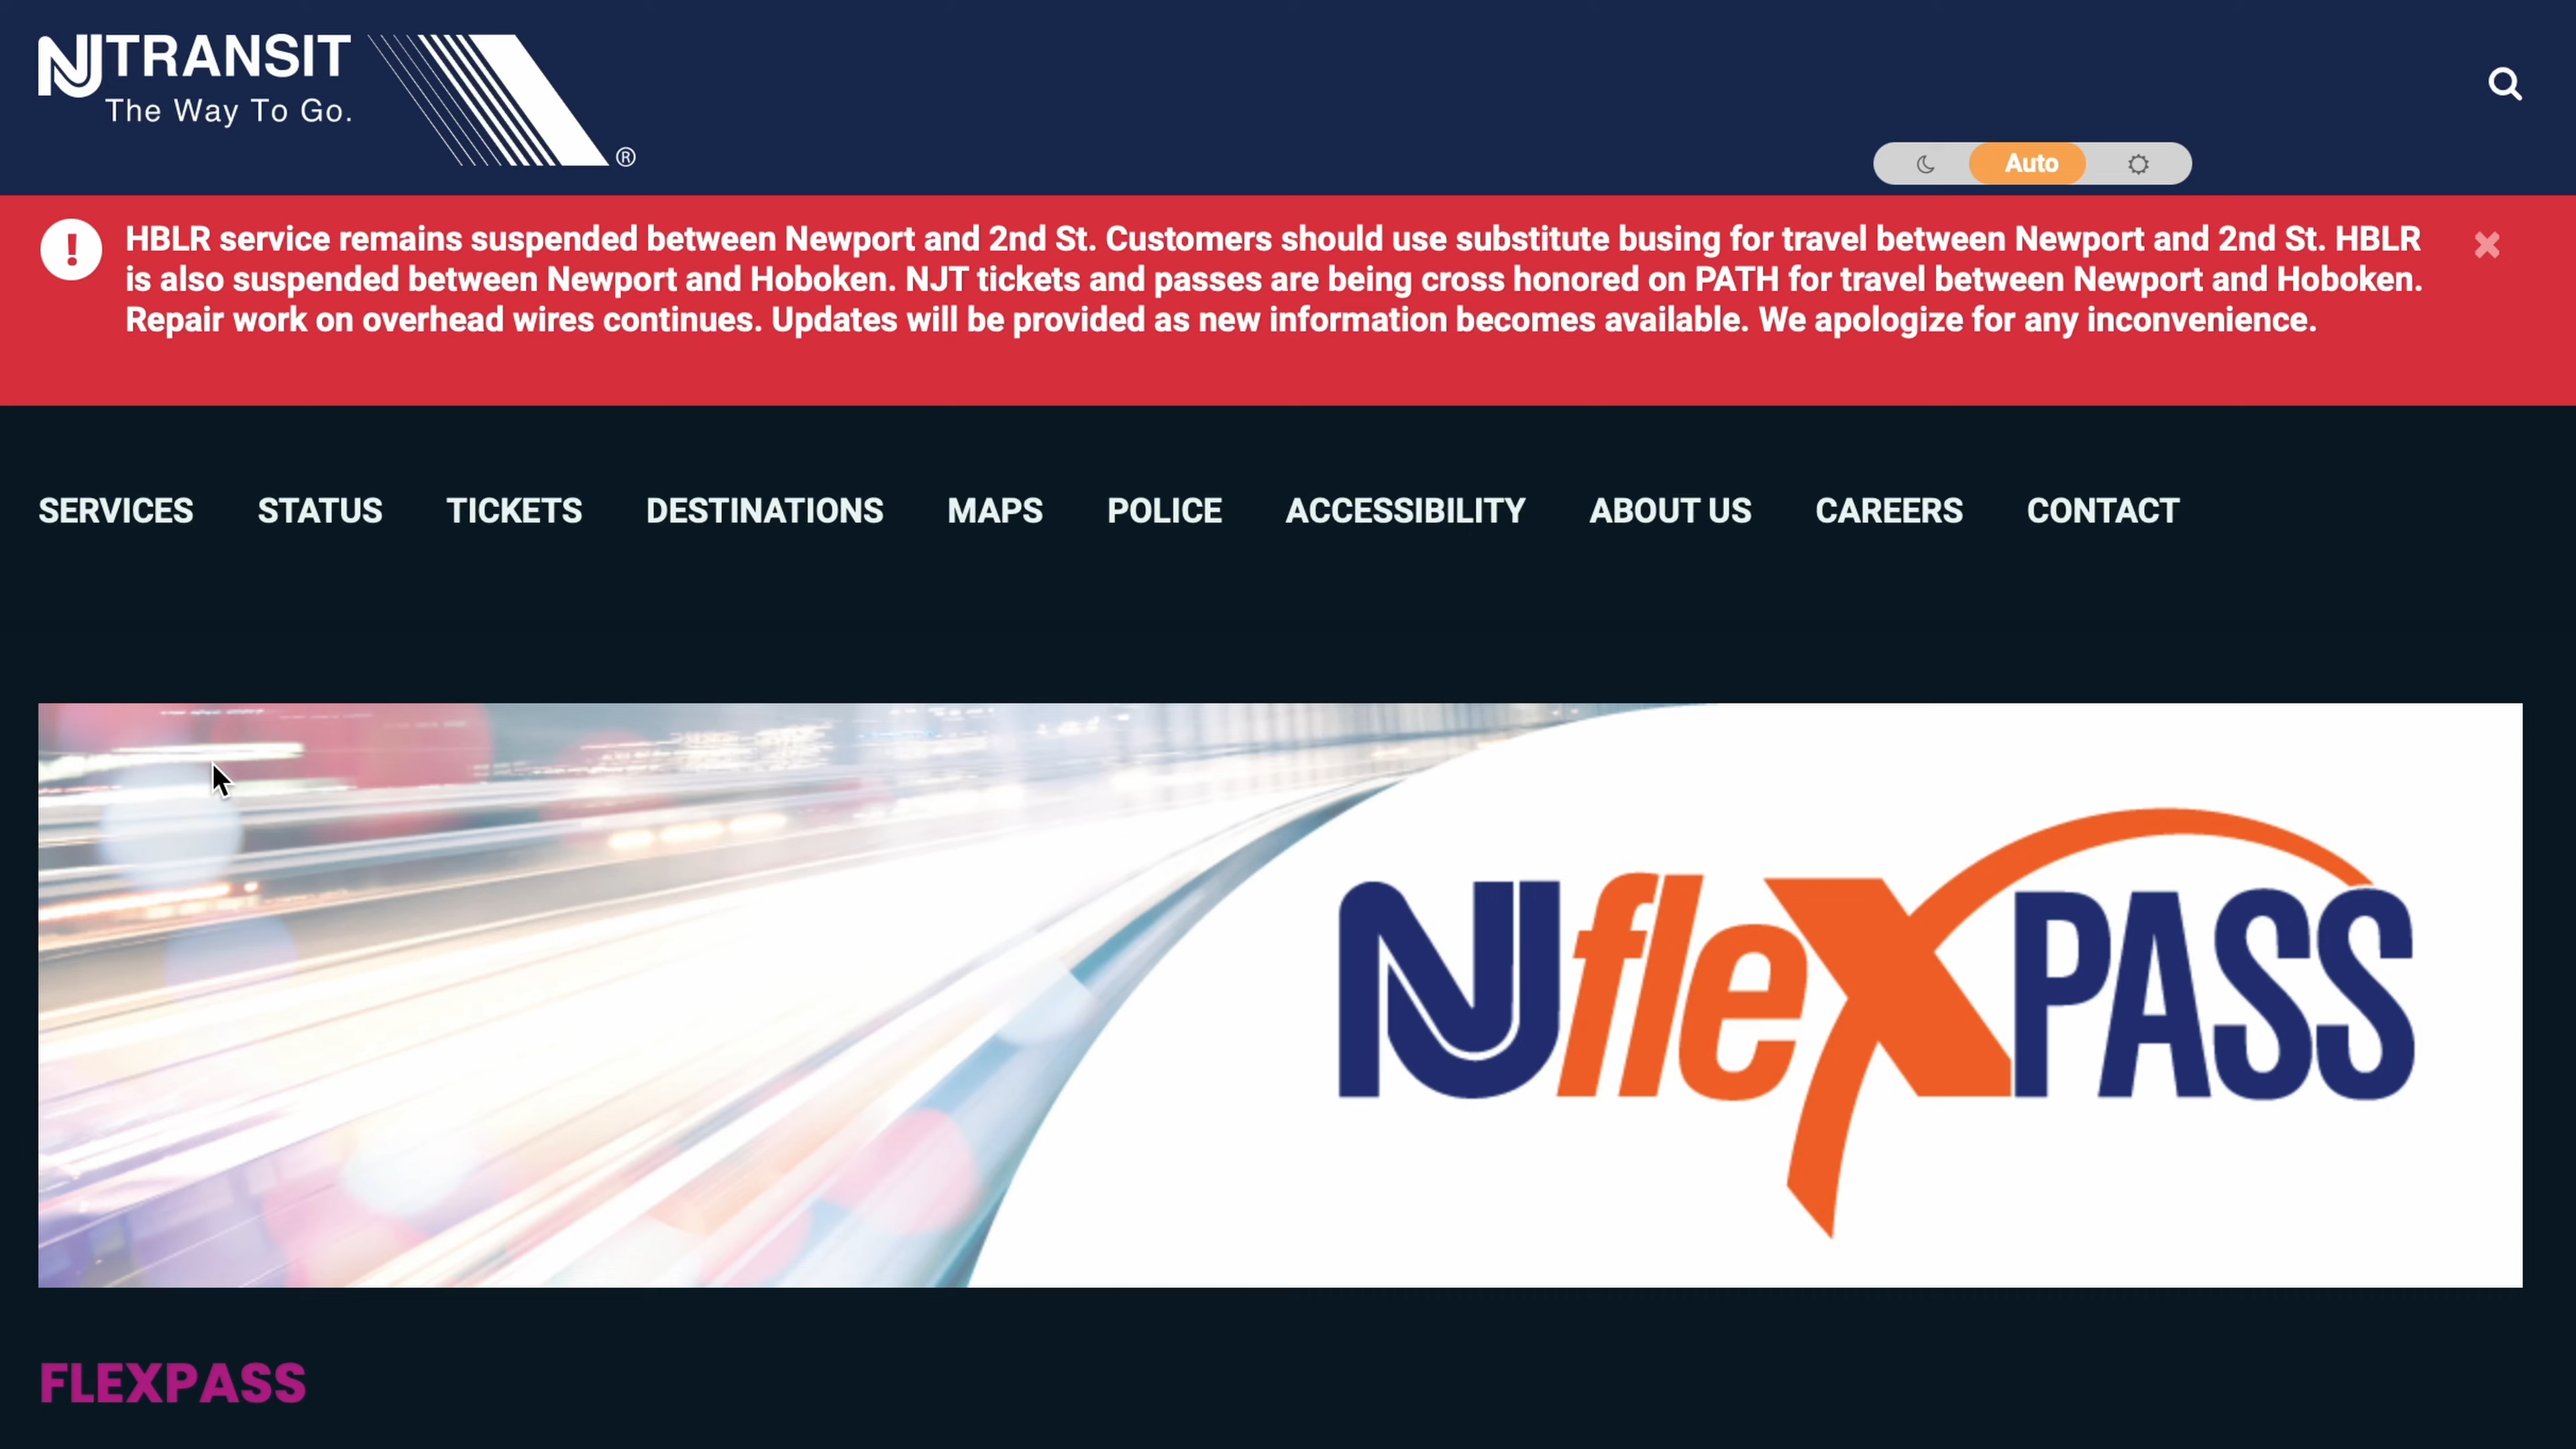 NJTRANSIT
The Way To Go.
®
Auto
HBLR service remains suspended between Newport and 2nd St. Customers should use substitute busing for travel between Newport and 2nd St. HBLR
is also suspended between Newport and Hoboken. NJT tickets and passes are being cross honored on PATH for travel between Newport and Hoboken.
Repair work on overhead wires continues. Updates will be provided as new information becomes available. We apologize for any inconvenience.
SERVICES STATUS TICKETS DESTINATIONS MAPS POLICE ACCESSIBILITY ABOUT US CAREERS CONTACT
NJfleXPASS
FLEXPASS